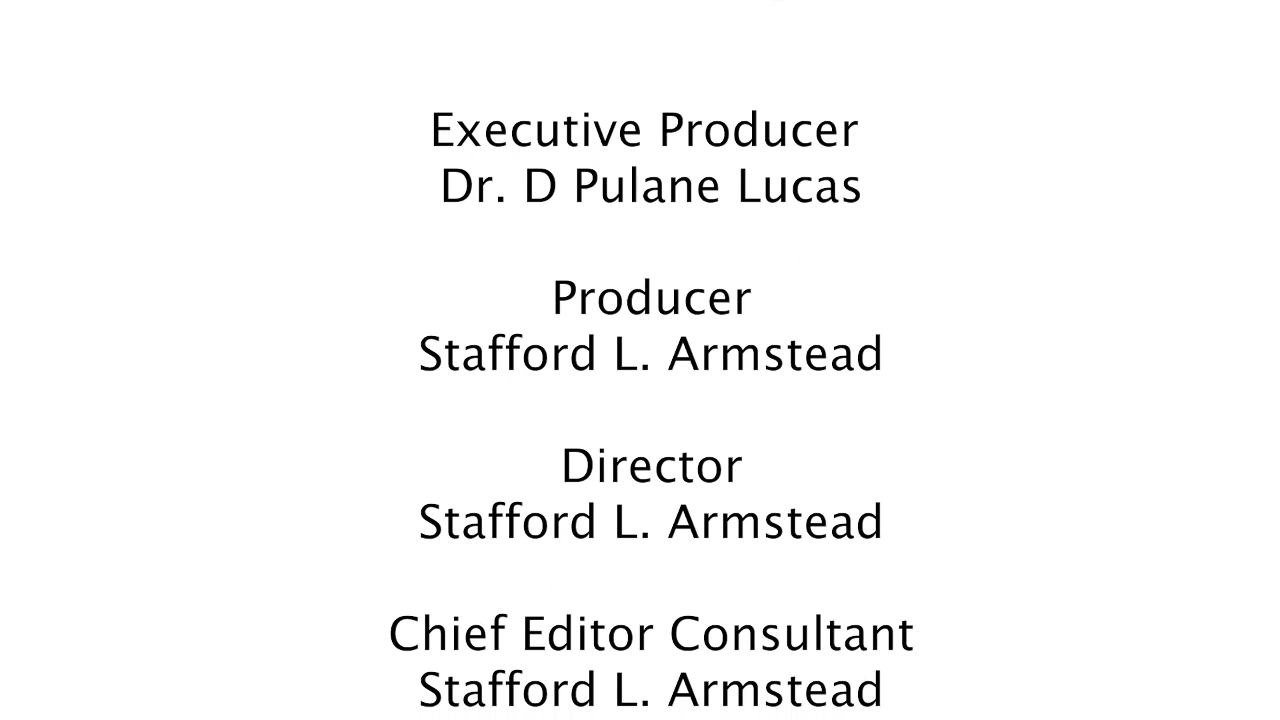 Executive Producer
Dr. D Pulane Lucas
Producer
Stafford L. Armstead
Director
Stafford L. Armstead
Chief Editor Consultant
Stafford L. Armstead